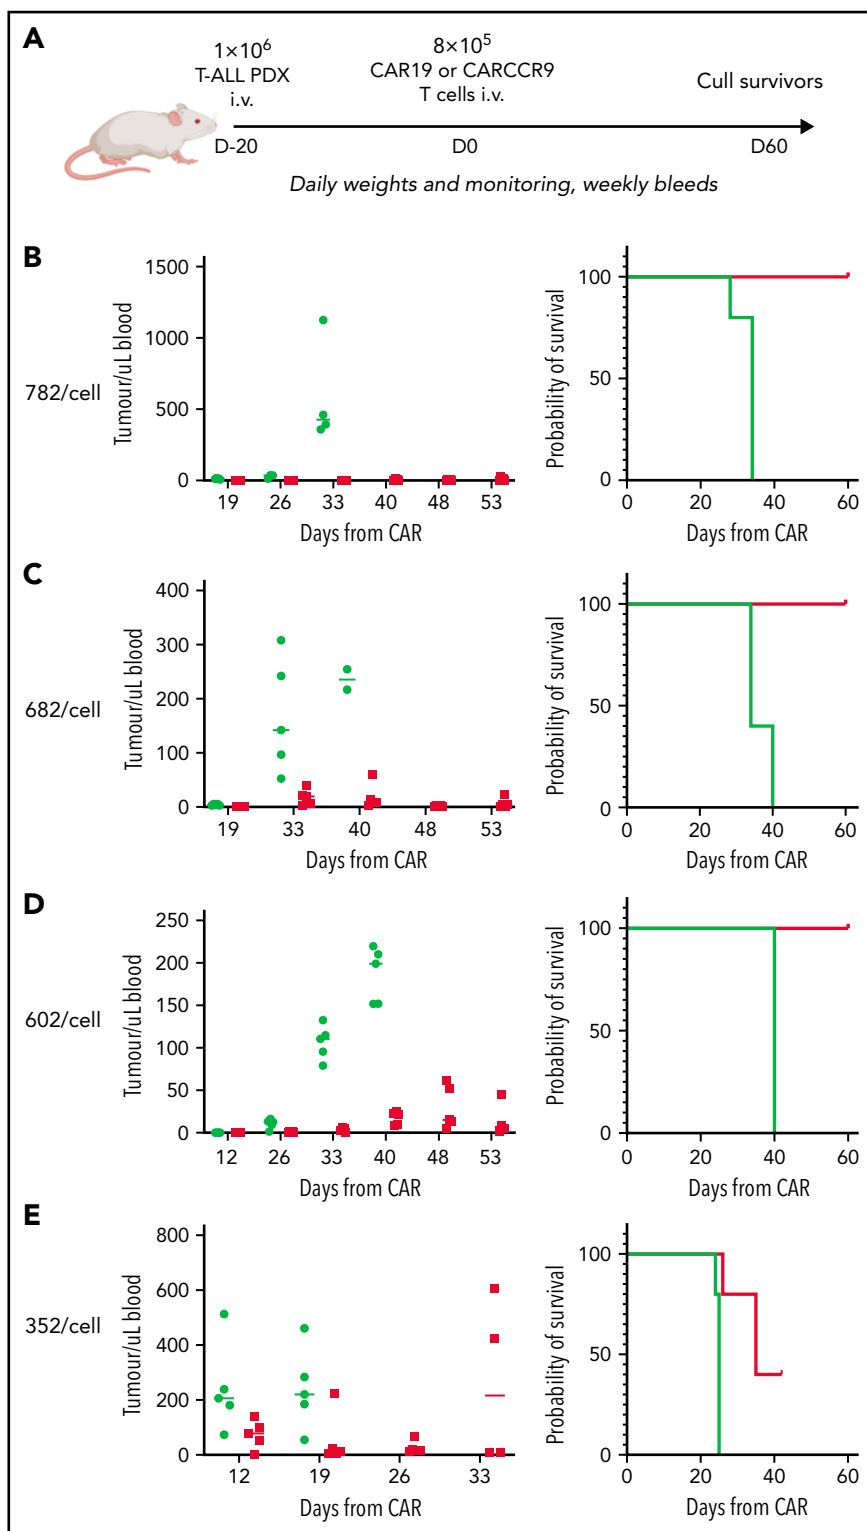 A
1×10⁶
T-ALL PDX
i.v.
8×10⁵
CAR19 or CARCCR9
T cells i.v.
Cull survivors
D-20
D0
D60
Daily weights and monitoring, weekly bleeds
B
782/cell
Tumour/uL blood
1500
1000
500
0
19 26 33 40 48 53
Days from CAR
Probability of survival
100
50
0
0 20 40 60
Days from CAR
C
682/cell
Tumour/uL blood
400
300
200
100
0
19 33 40 48 53
Days from CAR
Probability of survival
100
50
0
0 20 40 60
Days from CAR
D
602/cell
Tumour/uL blood
250
200
150
100
50
0
12 26 33 40 48 53
Days from CAR
Probability of survival
100
50
0
0 20 40 60
Days from CAR
E
352/cell
Tumour/uL blood
800
600
400
200
0
12 19 26 33
Days from CAR
Probability of survival
100
50
0
0 20 40 60
Days from CAR